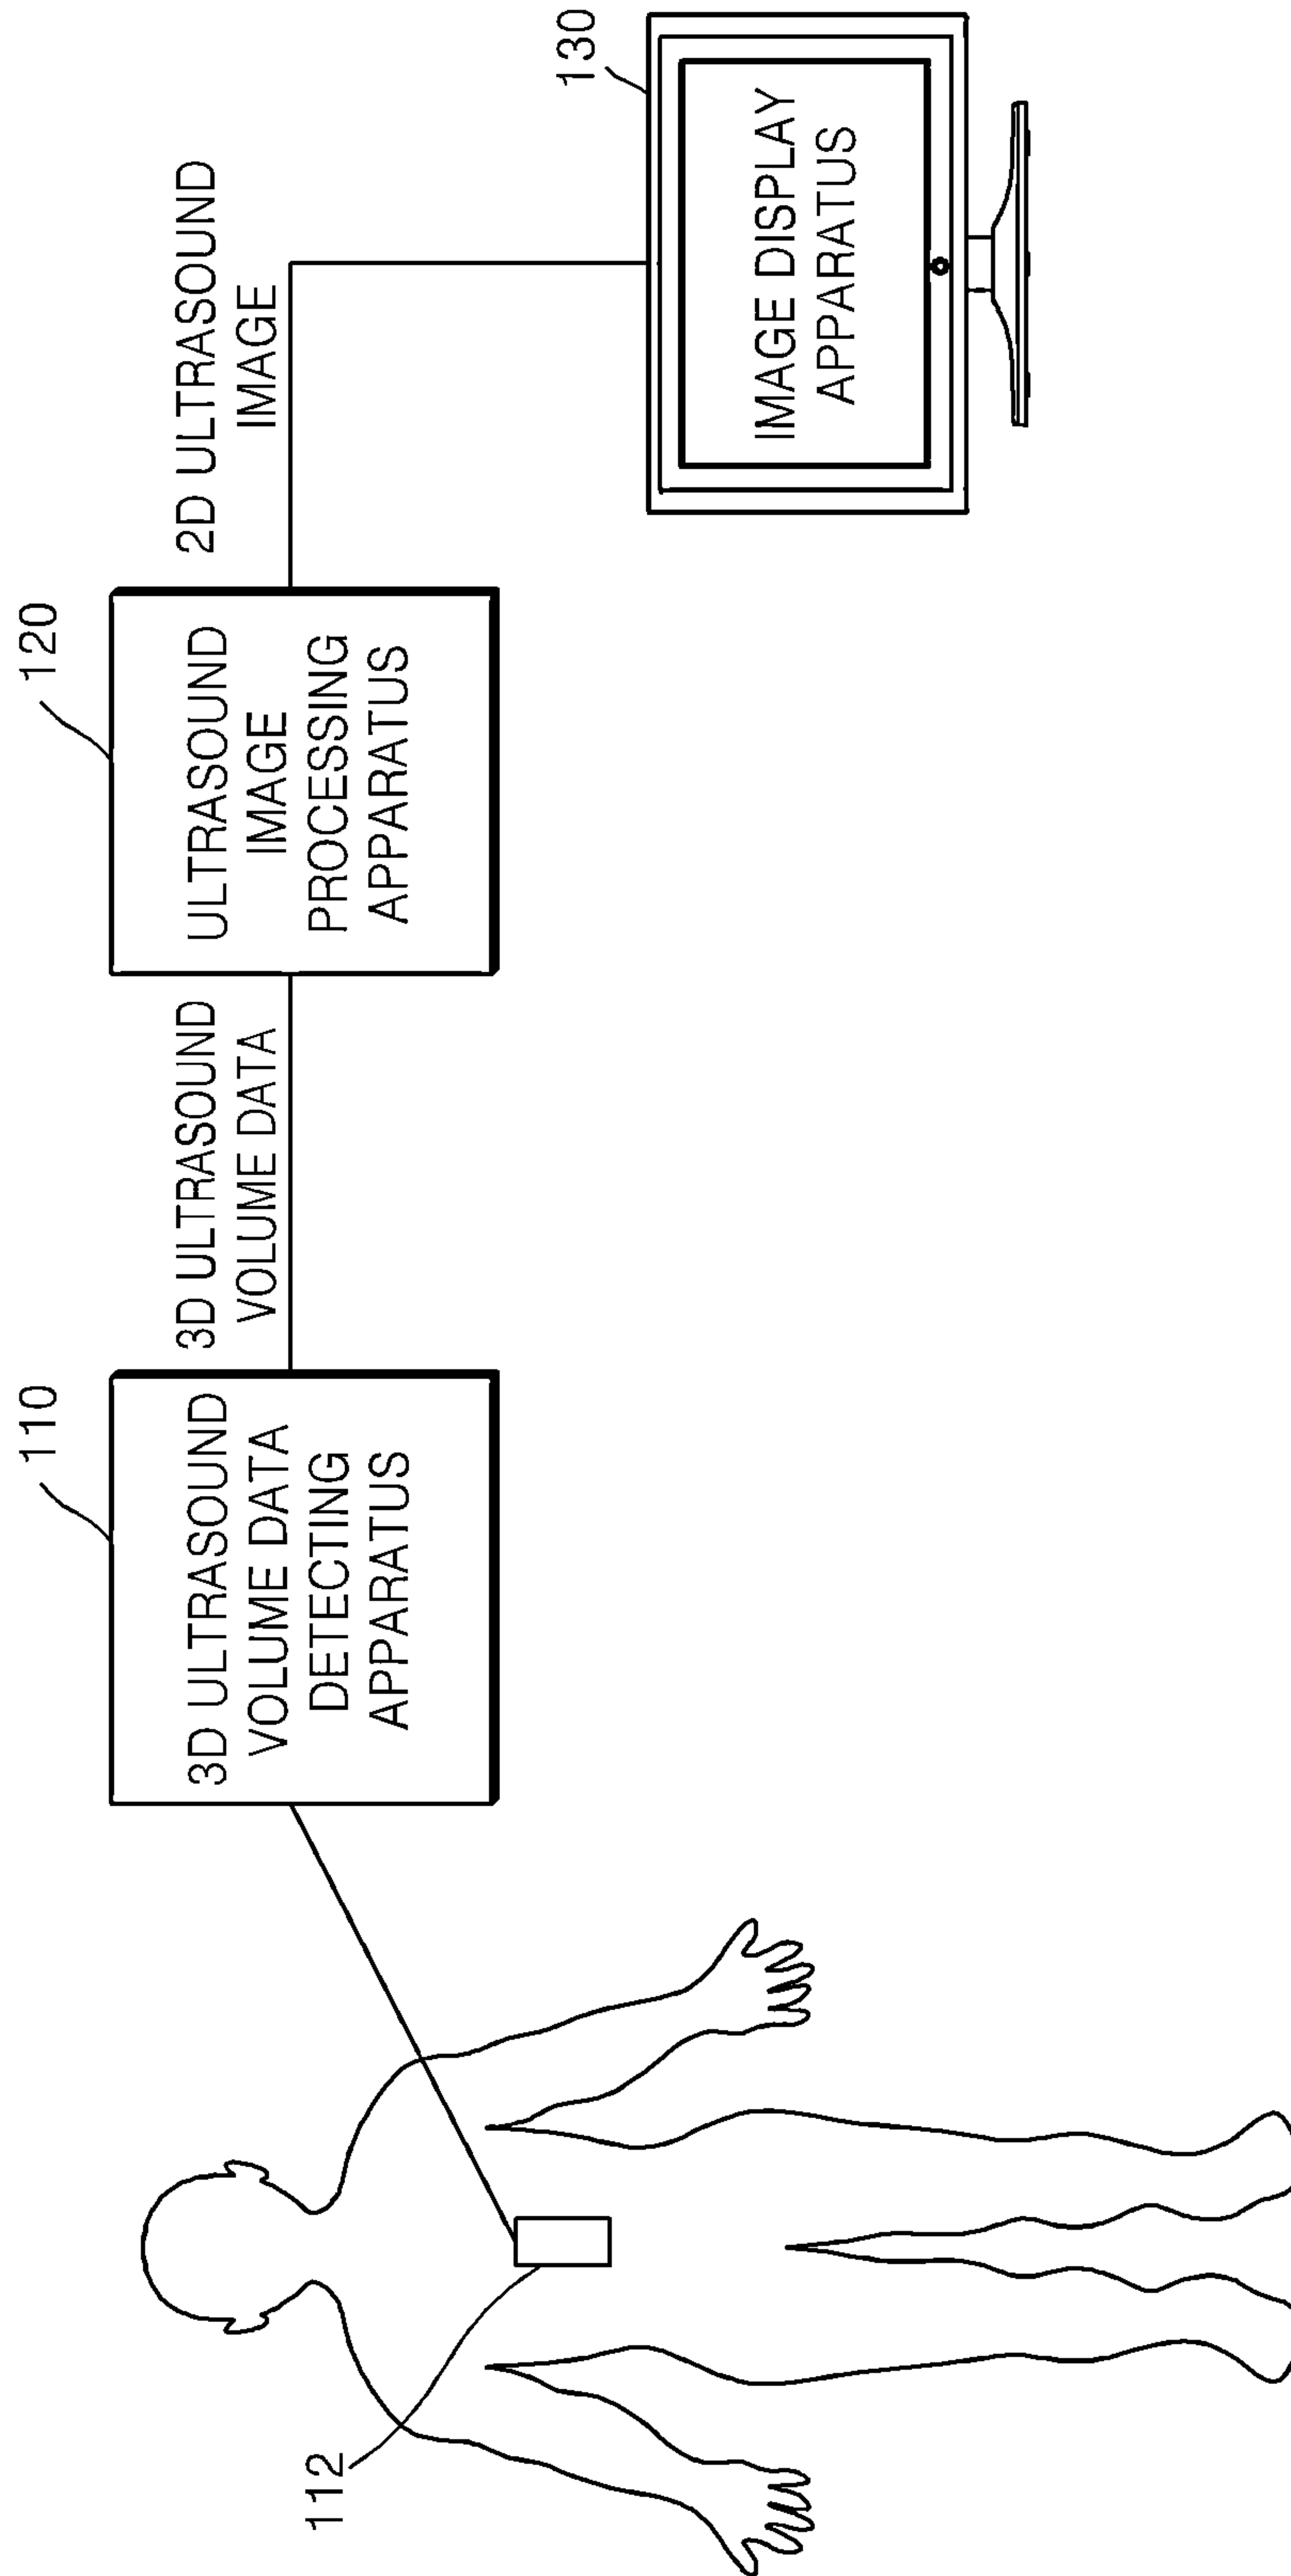 112
110
3D ULTRASOUND
VOLUME DATA
DETECTING
APPARATUS
3D ULTRASOUND
VOLUME DATA
120
ULTRASOUND
IMAGE
PROCESSING
APPARATUS
2D ULTRASOUND
IMAGE
130
IMAGE DISPLAY
APPARATUS